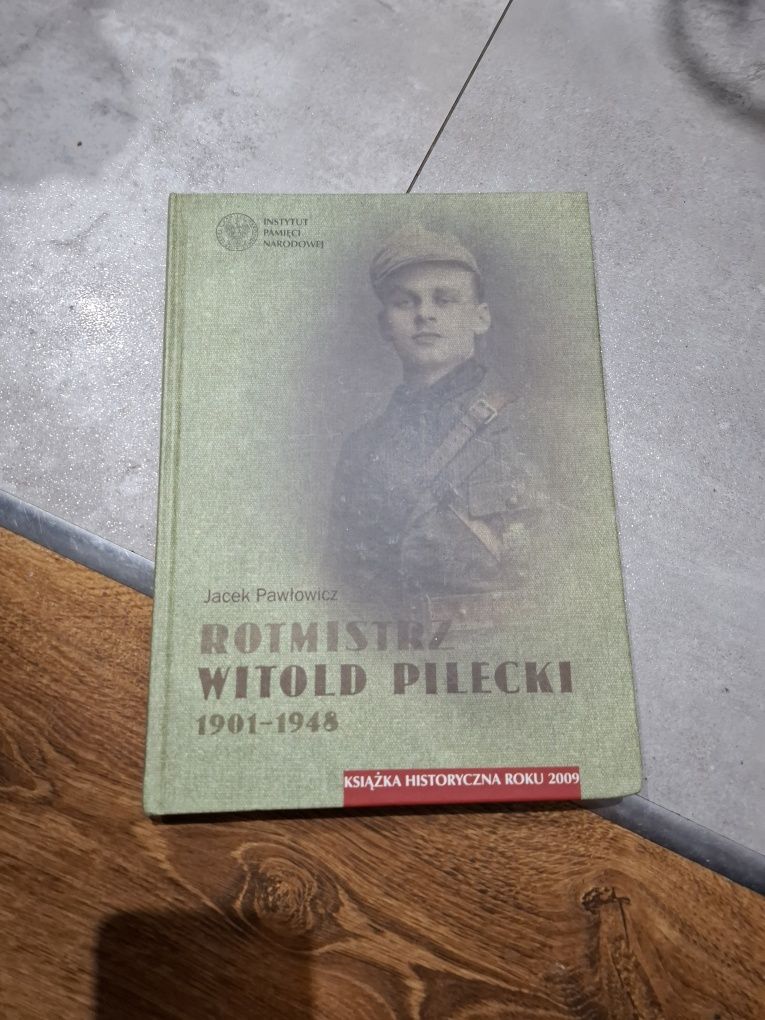 INSTYTUT
PAMIĘCI
NARODOWEJ
Jacek Pawłowicz
ROTMISTRZ
WITOLD PILECKI
1901–1948
KSIĄŻKA HISTORYCZNA ROKU 2009